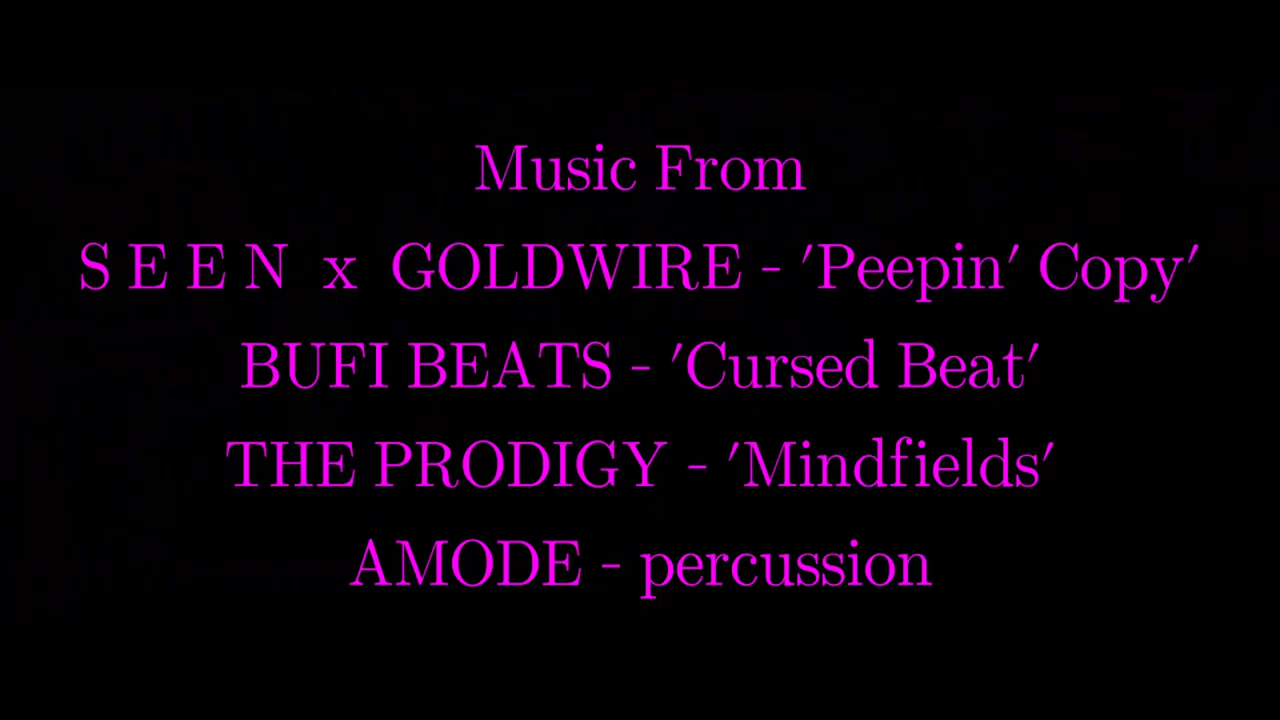 Music From
S E E N x GOLDWIRE - 'Peepin' Copy'
BUFI BEATS - 'Cursed Beat'
THE PRODIGY - 'Mindfields'
AMODE - percussion